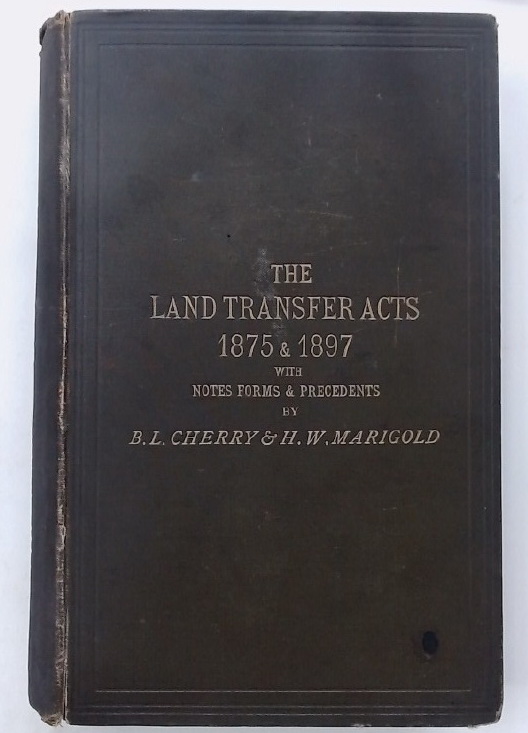 THE
LAND TRANSFER ACTS
1875 & 1897
WITH
NOTES FORMS & PRECEDENTS
BY
B. L. CHERRY & H. W. MARIGOLD